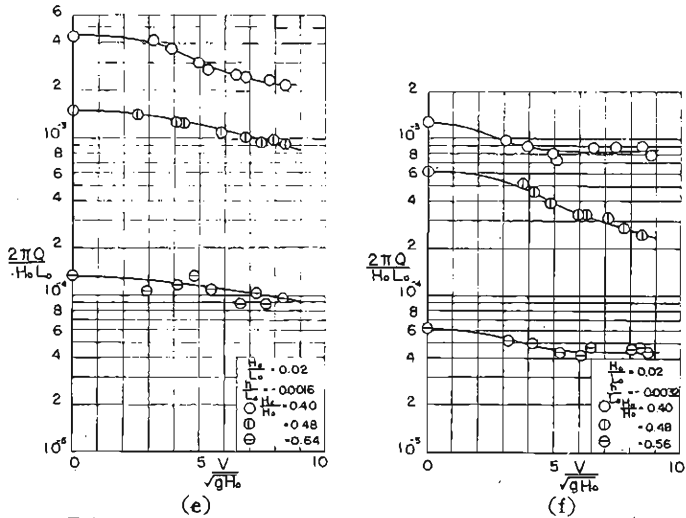 6
4
2
10⁻³
8
6
4
2
2πQ
H₀L₀
10⁻⁴
8
6
4
2
10⁻⁵
H₀/L₀ = 0.02
h/L₀ = -0.0016
H₀/H₀ = 0.40
= 0.48
= 0.64
0 5 10
V
√gH₀
(e)
2
10⁻³
8
6
4
2
2πQ
H₀L₀
10⁻⁴
8
6
4
2
10⁻⁵
H₀/L₀ = 0.02
h/L₀ = -0.0032
= 0.40
= 0.48
= 0.56
0 5 10
V
√gH₀
(f)